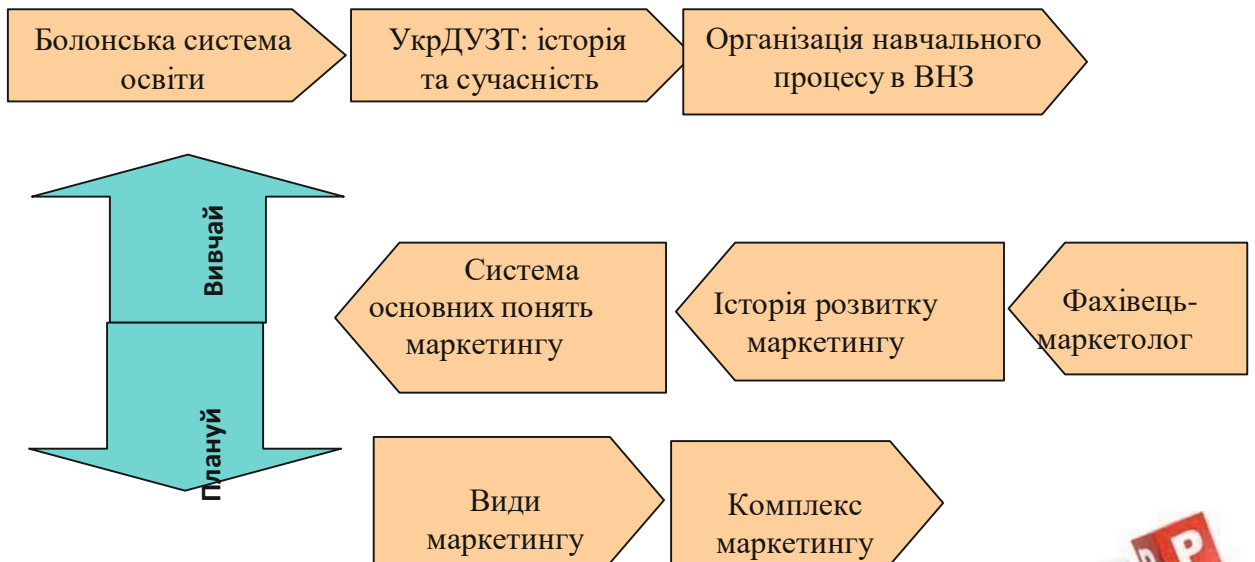 Болонська система
освіти
УкрДУЗТ: історія
та сучасність
Організація навчального
процесу в ВНЗ
Вивчай
Система
основних понять
маркетингу
Історія розвитку
маркетингу
Фахівець-
маркетолог
Плануй
Види
маркетингу
Комплекс
маркетингу
P